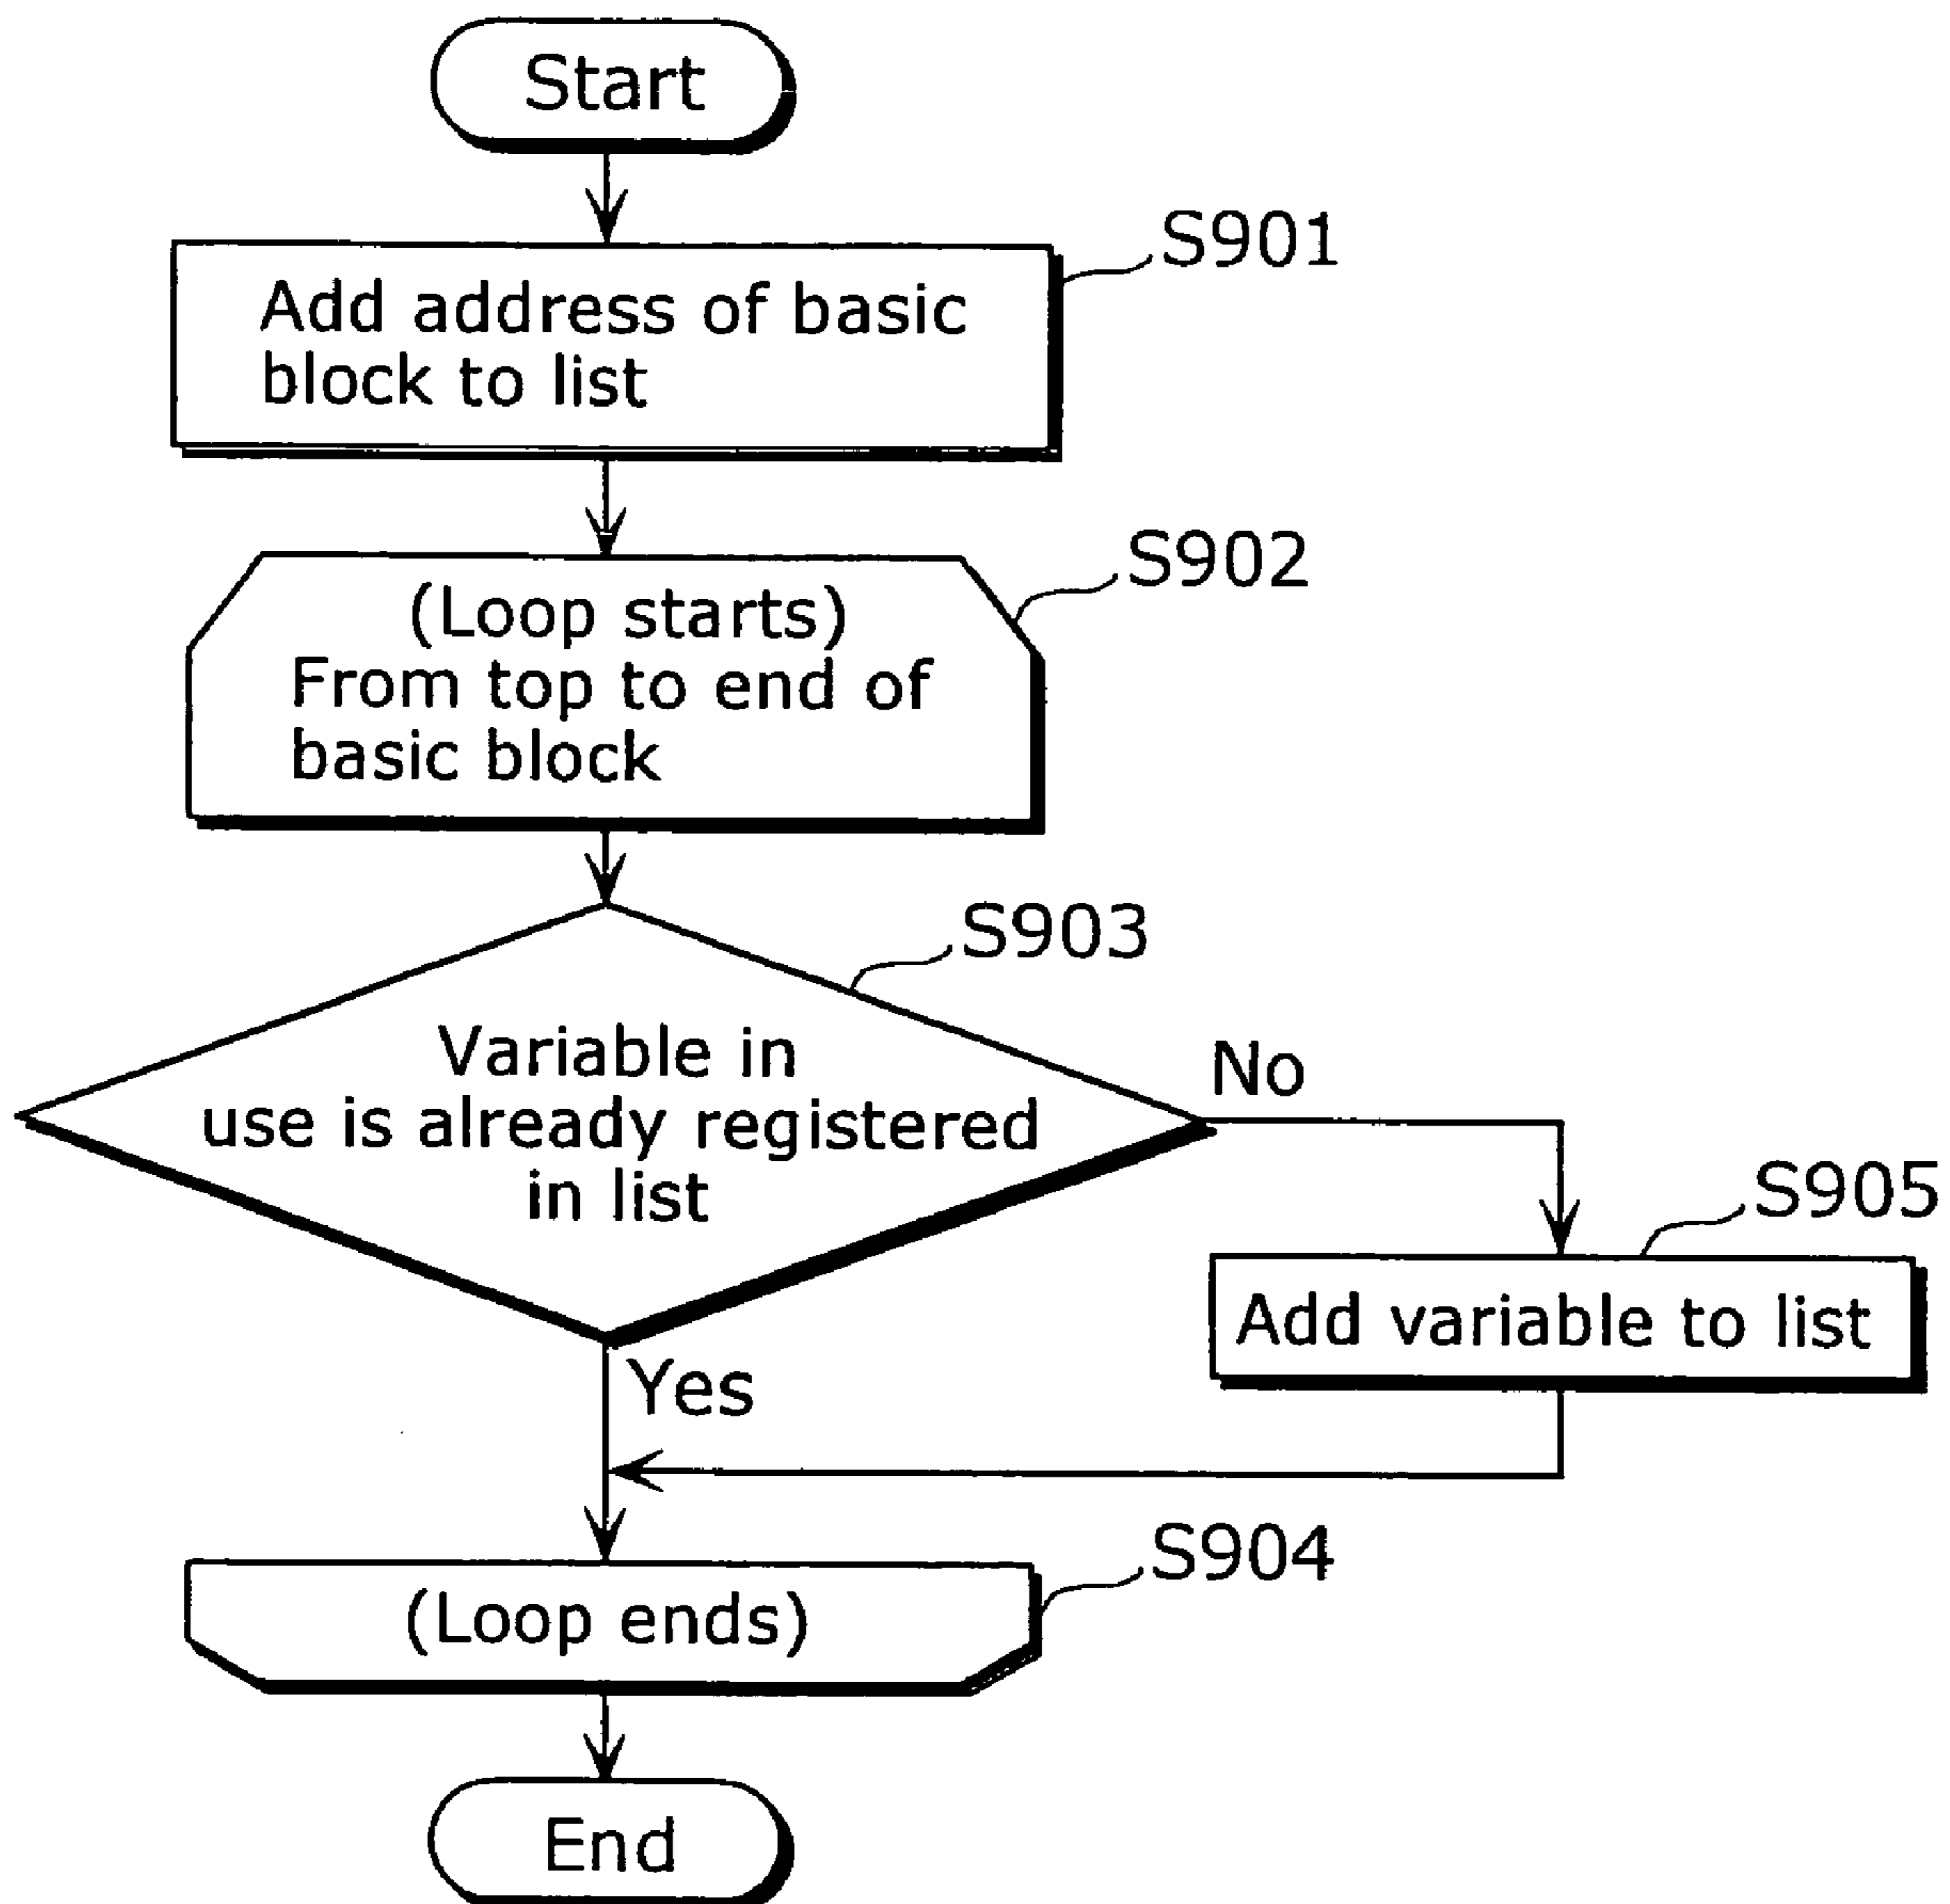 Start
S901
Add address of basic
block to list
S902
(Loop starts)
From top to end of
basic block
S903
Variable in
use is already registered
in list
No
S905
Add variable to list
Yes
S904
(Loop ends)
End